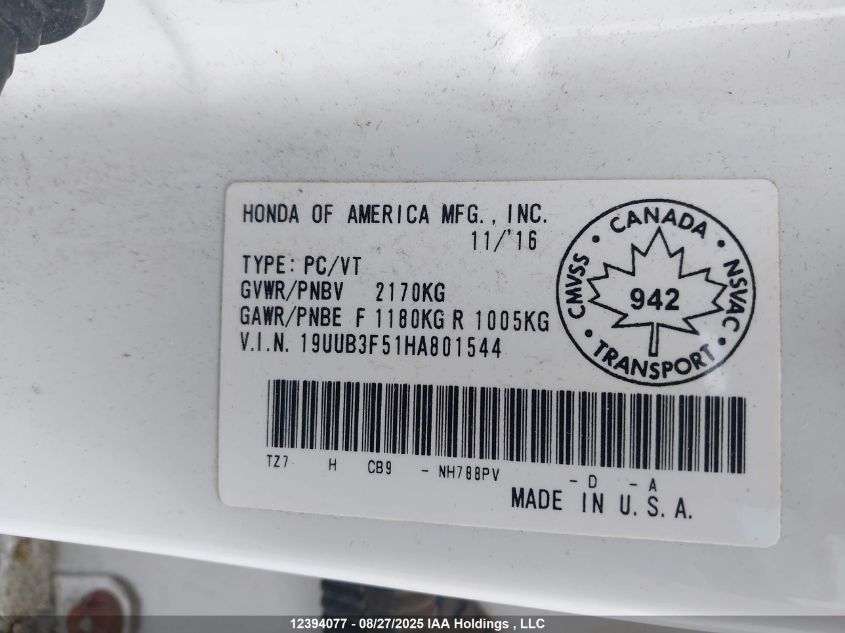 HONDA OF AMERICA MFG., INC.
11/'16
TYPE: PC/VT
GVWR/PNBV 2170KG
GAWR/PNBE F 1180KG R 1005KG
V.I.N. 19UUB3F51HA801544
CANADA
CMVSS
NSVAC
942
TRANSPORT
TZ7 H CB9 - NH788PV - D - A
MADE IN U.S.A.
12394077 - 08/27/2025 IAA Holdings , LLC